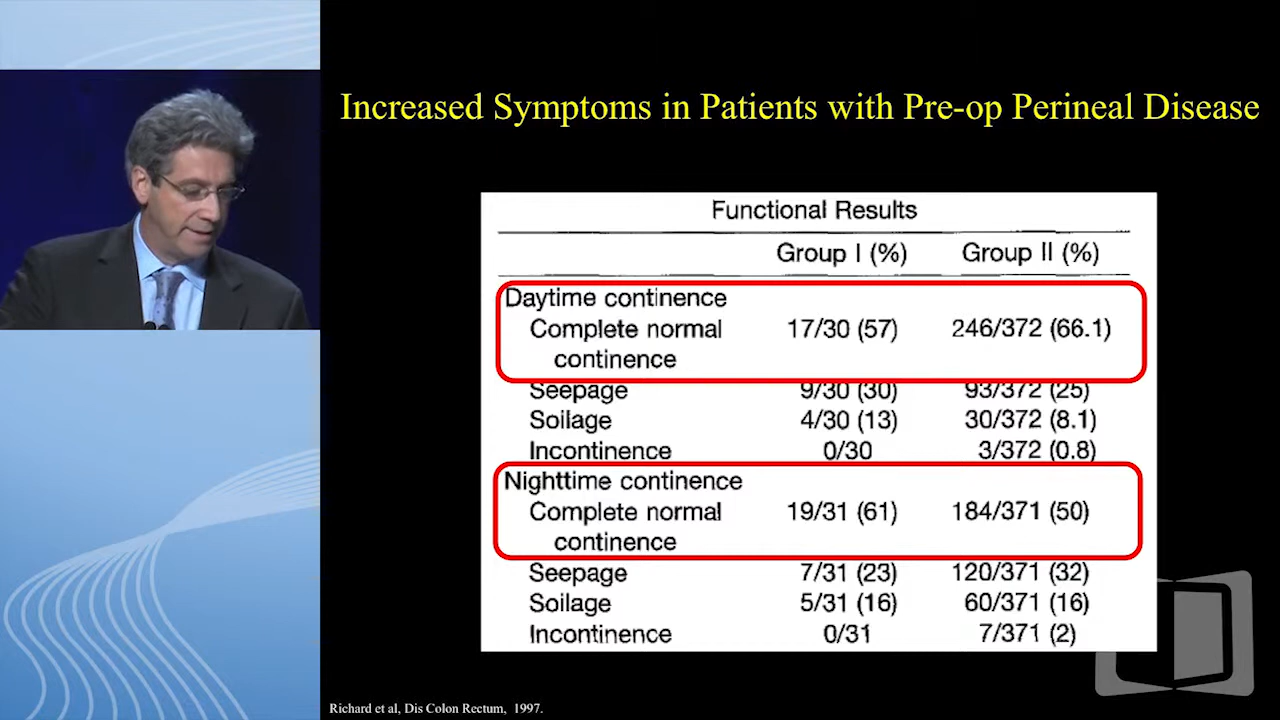 Increased Symptoms in Patients with Pre-op Perineal Disease
Functional Results
Group I (%) Group II (%)
Daytime continence
Complete normal continence 17/30 (57) 246/372 (66.1)
Seepage 9/30 (30) 93/372 (25)
Soilage 4/30 (13) 30/372 (8.1)
Incontinence 0/30 3/372 (0.8)
Nighttime continence
Complete normal continence 19/31 (61) 184/371 (50)
Seepage 7/31 (23) 120/371 (32)
Soilage 5/31 (16) 60/371 (16)
Incontinence 0/31 7/371 (2)
Richard et al, Dis Colon Rectum, 1997.